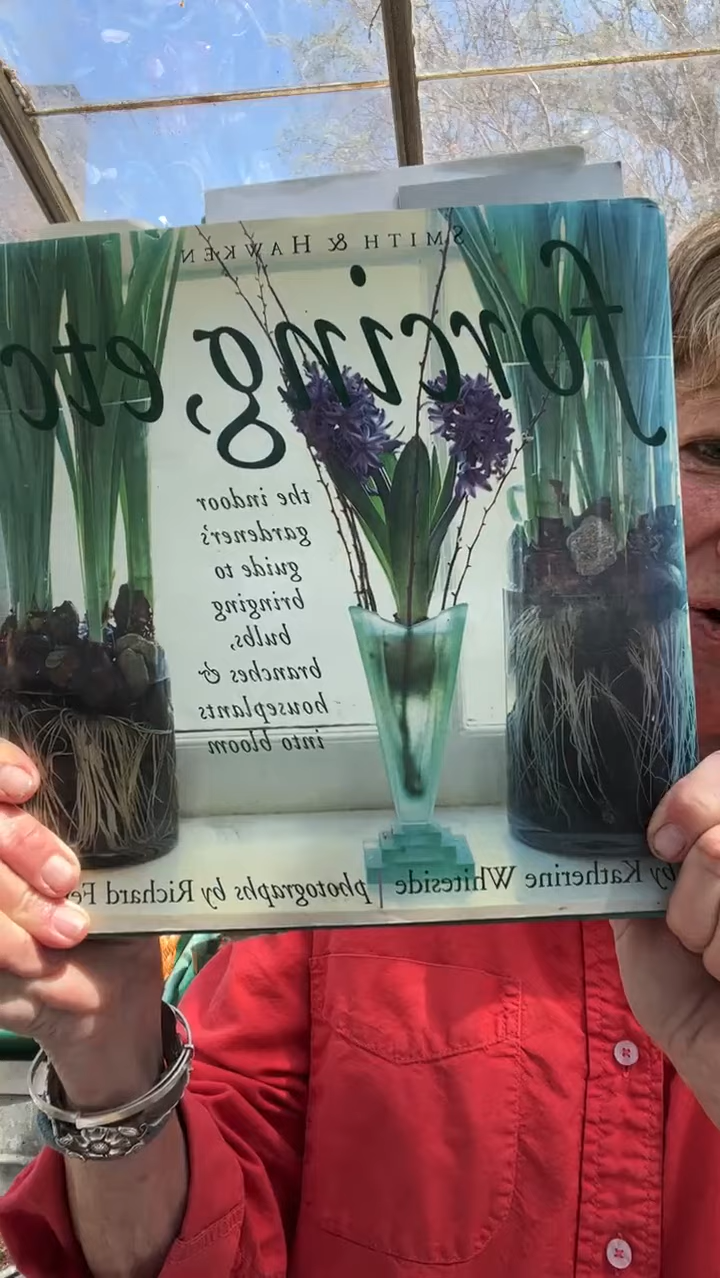 SMITH & HAWKEN
forcing, etc
the indoor
gardener's
guide to
bringing
bulbs,
branches &
houseplants
into bloom
by Katherine Whiteside | photographs by Richard